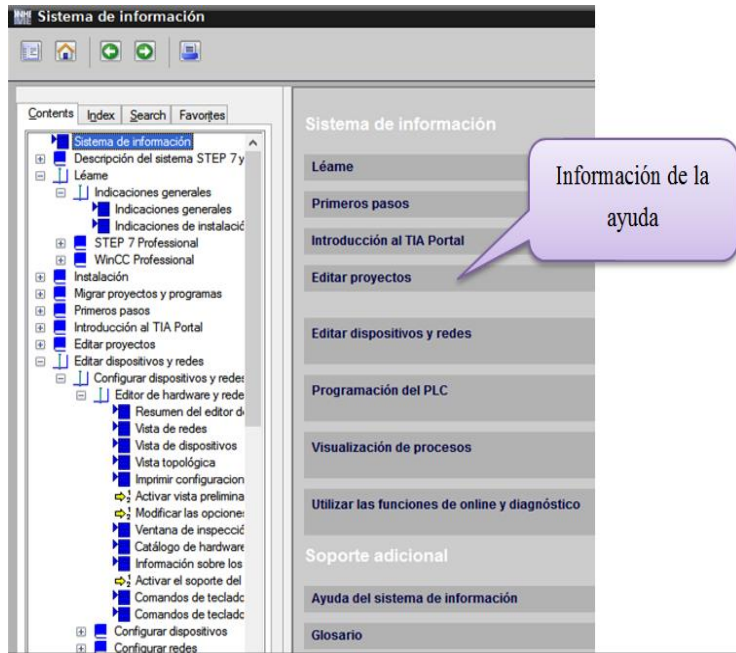 Sistema de información
Contents
Index
Search
Favorites
Sistema de información
Descripción del sistema STEP 7 y
Léame
Indicaciones generales
Indicaciones generales
Indicaciones de instalació
STEP 7 Professional
WinCC Professional
Instalación
Migrar proyectos y programas
Primeros pasos
Introducción al TIA Portal
Editar proyectos
Editar dispositivos y redes
Configurar dispositivos y redes
Editor de hardware y rede
Resumen del editor de
Vista de redes
Vista de dispositivos
Vista topológica
Imprimir configuracion
Activar vista prelimina
Modificar las opcione
Ventana de inspecció
Catálogo de hardware
Información sobre los
Activar el soporte del
Comandos de teclado
Comandos de teclado
Configurar dispositivos
Configurar redes
Sistema de información
Léame
Primeros pasos
Introducción al TIA Portal
Editar proyectos
Editar dispositivos y redes
Programación del PLC
Visualización de procesos
Utilizar las funciones de online y diagnóstico
Soporte adicional
Ayuda del sistema de información
Glosario
Información de la
ayuda